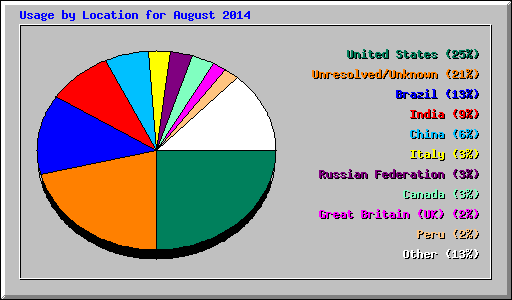 Usage by Location for August 2014
United States (25%)
Unresolved/Unknown (21%)
Brazil (13%)
India (9%)
China (6%)
Italy (3%)
Russian Federation (3%)
Canada (3%)
Great Britain (UK) (2%)
Peru (2%)
Other (13%)